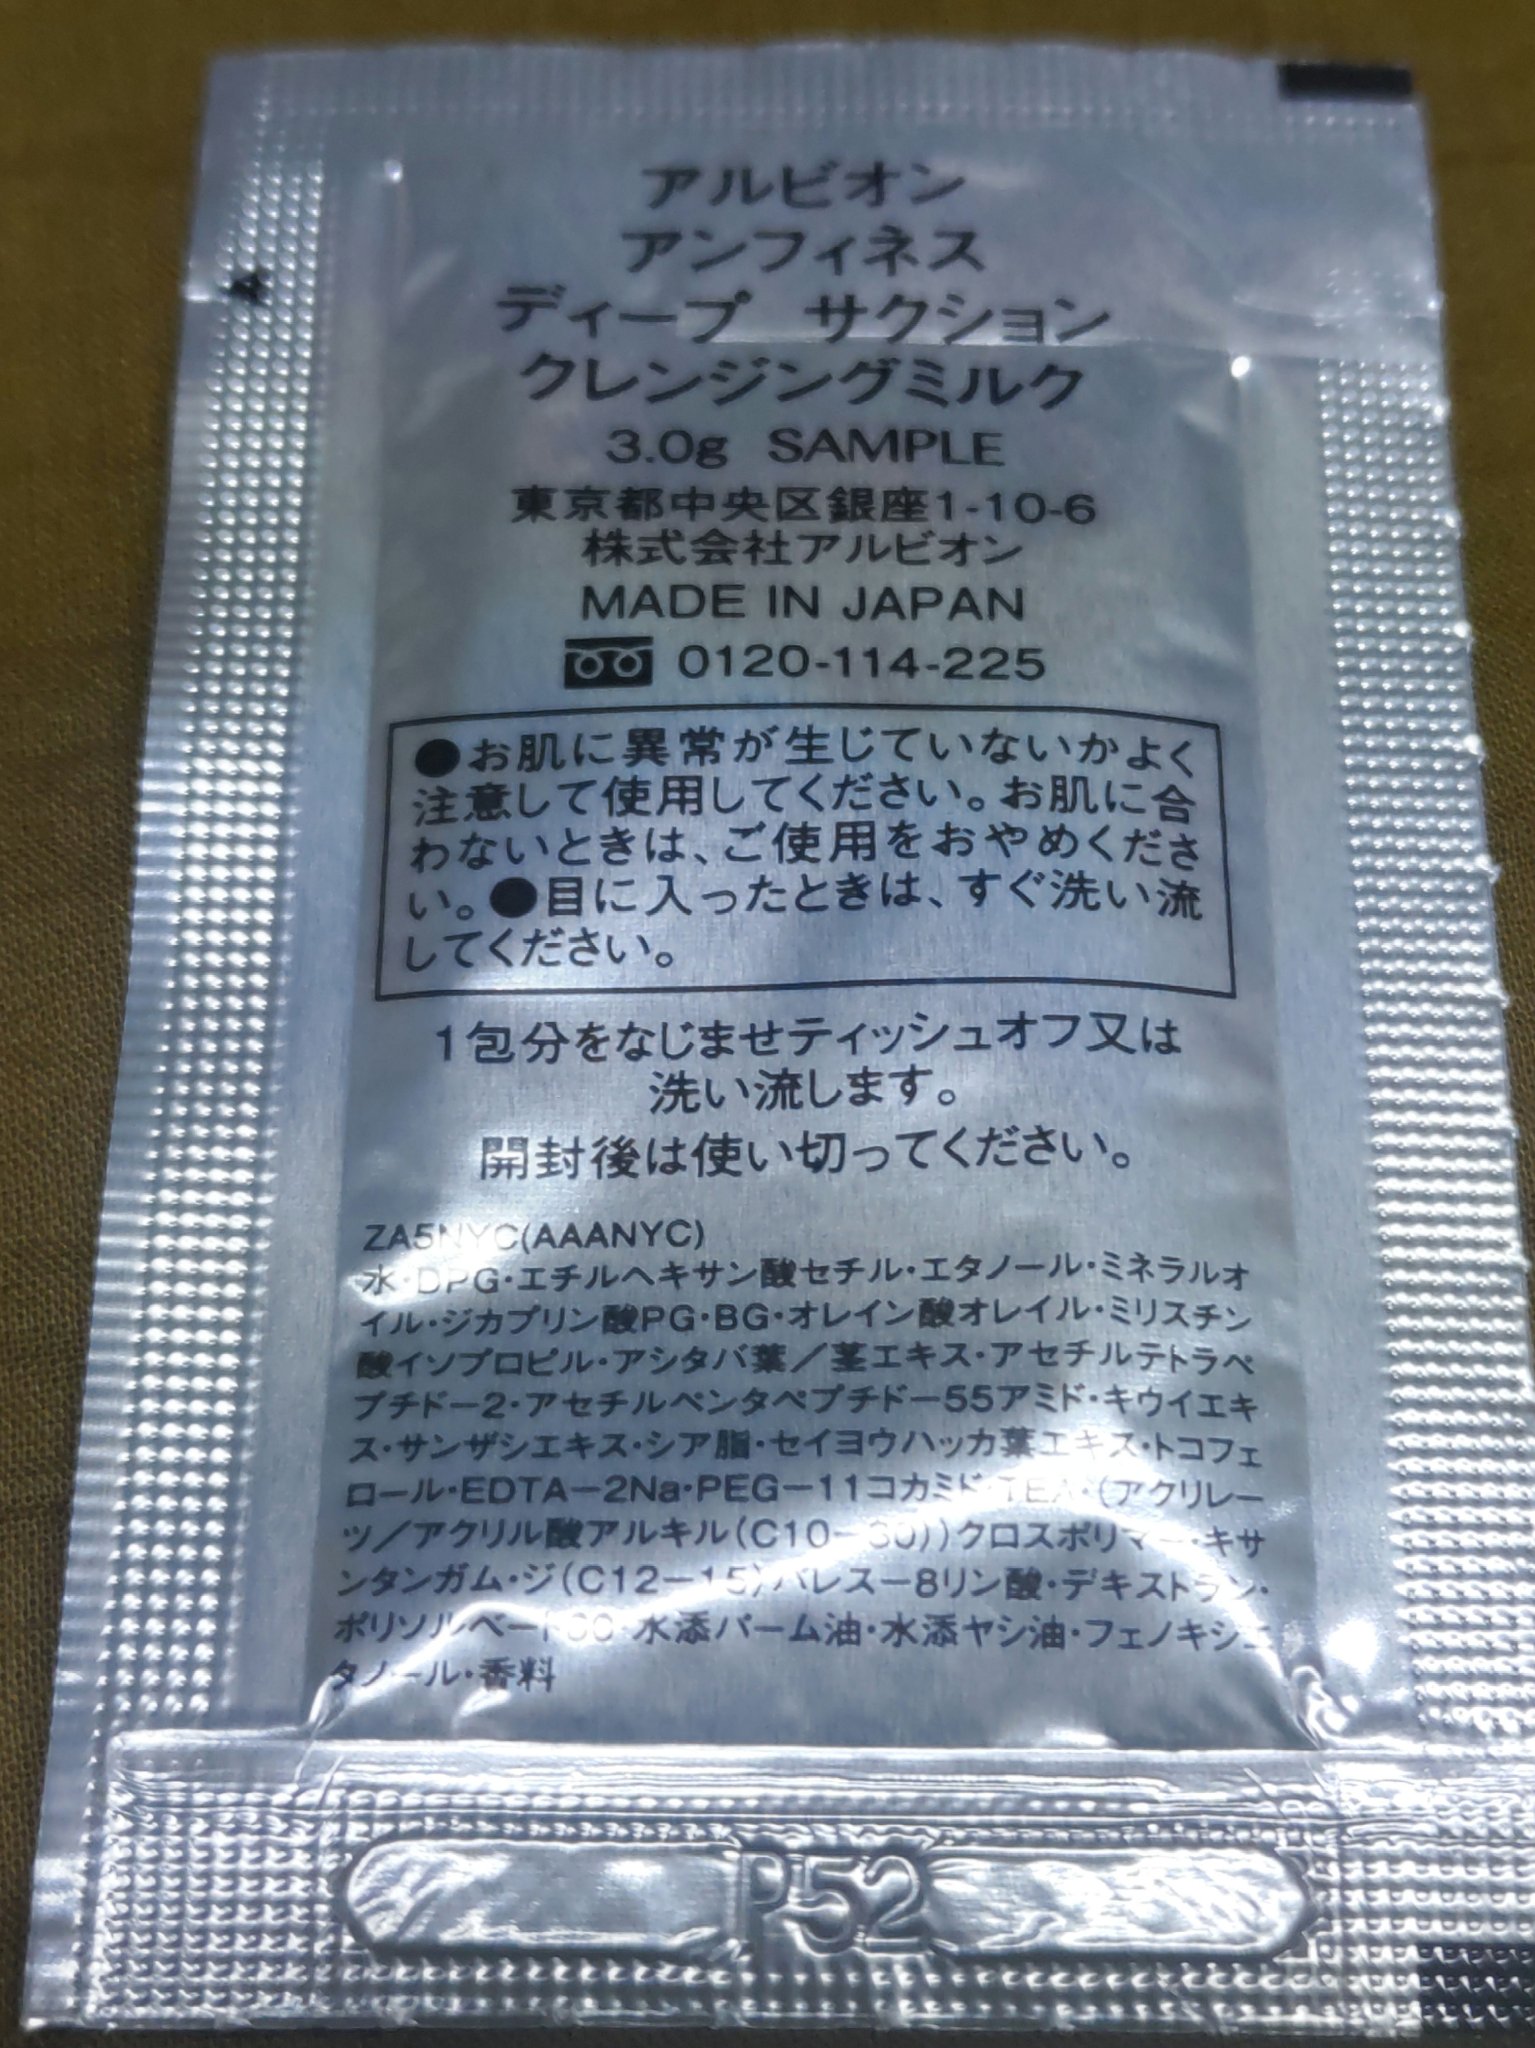 アルビオン
アンフィネス
ディープ サクション
クレンジングミルク
3.0g SAMPLE
東京都中央区銀座1-10-6
株式会社アルビオン
MADE IN JAPAN
0120-114-225
●お肌に異常が生じていないかよく
注意して使用してください。お肌に合
わないときは、ご使用をおやめくださ
い。●目に入ったときは、すぐ洗い流
してください。
1包分をなじませティッシュオフ又は
洗い流します。
開封後は使い切ってください。
ZA5NYC(AAANYC)
水・DPG・エチルヘキサン酸セチル・エタノール・ミネラルオ
イル・ジカプリン酸PG・BG・オレイン酸オレイル・ミリスチン
酸イソプロピル・アシタバ葉/茎エキス・アセチルテトラペ
プチド-2・アセチルペンタペプチド-55アミド・キウイエキ
ス・サンザシエキス・シア脂・セイヨウハッカ葉エキス・トコフェ
ロール・EDTA-2Na・PEG-11コカミド・TEA・(アクリレー
ツ/アクリル酸アルキル(C10-30))クロスポリマー・キサ
ンタンガム・ジ(C12-15)パレス-8リン酸・デキストラン・
ポリソルベート・水添パーム油・水添ヤシ油・フェノキシエ
タノール・香料
P52